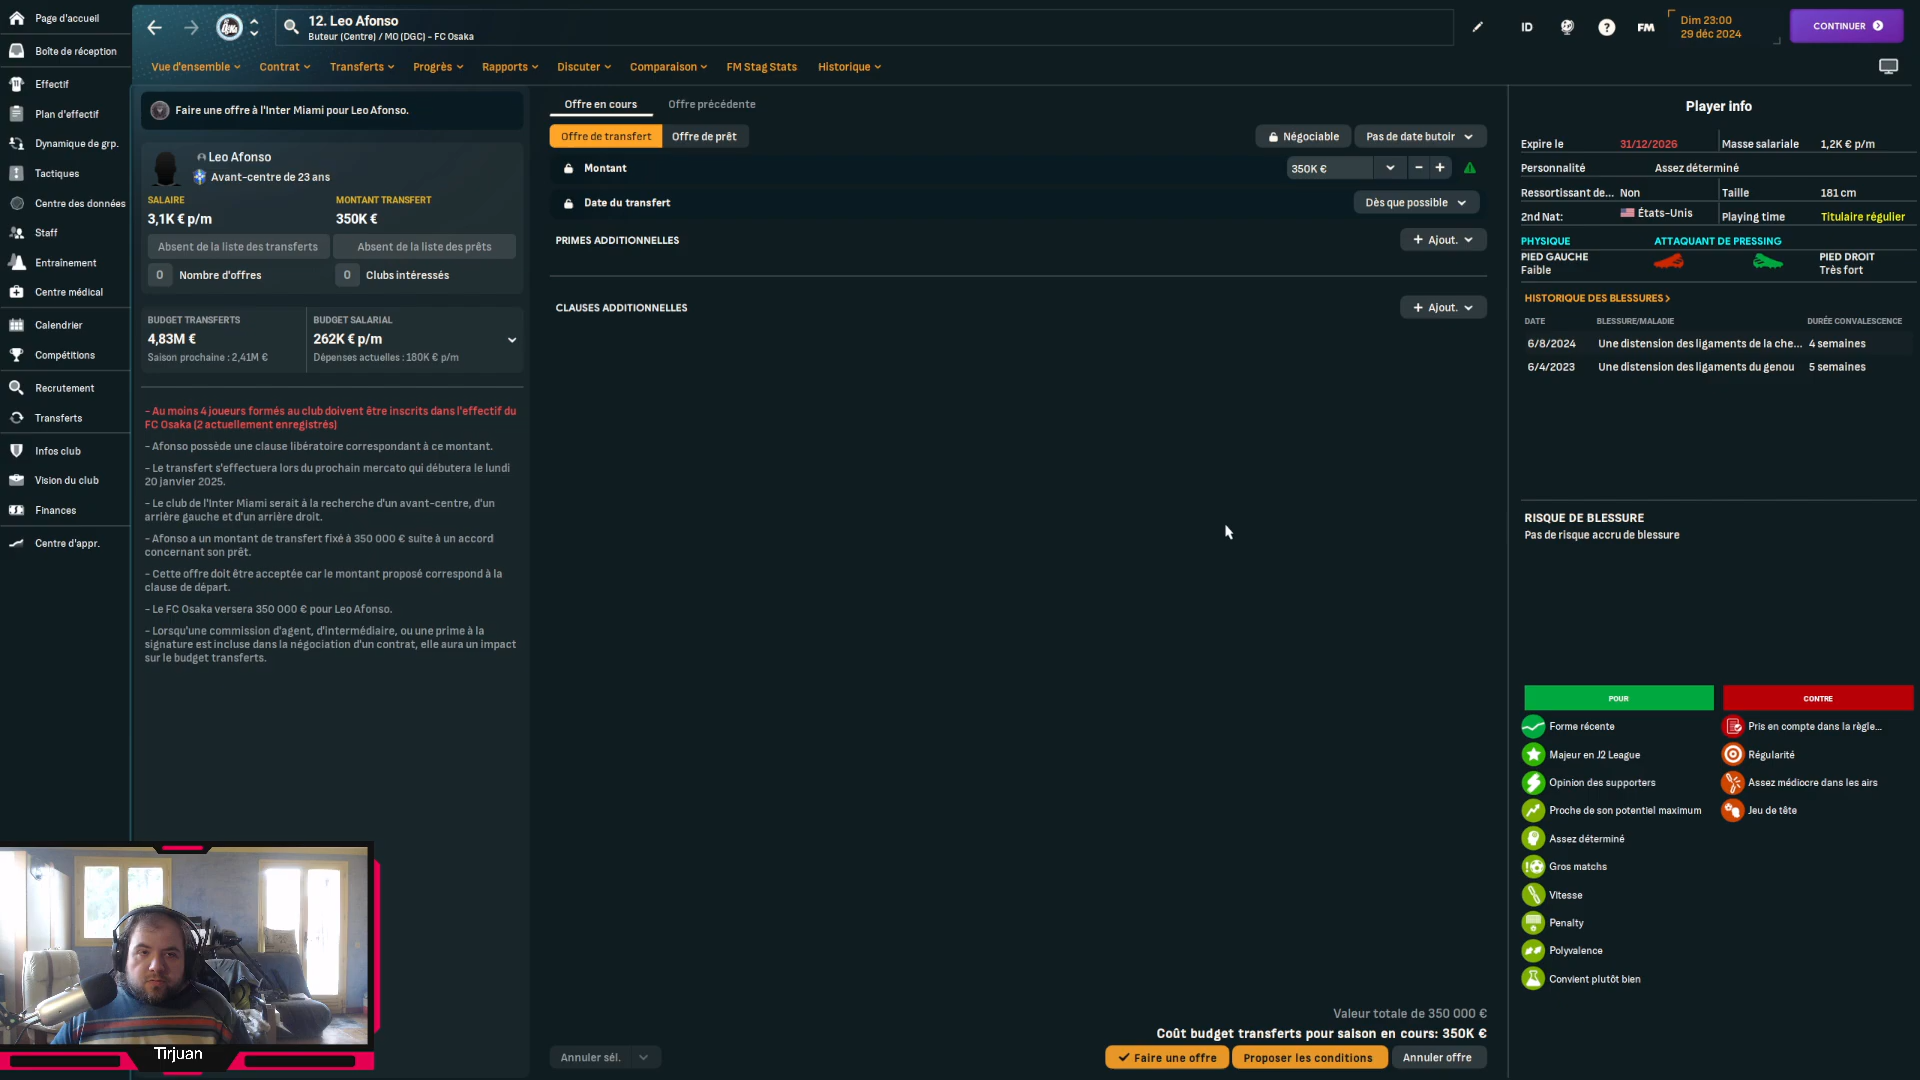 Page d'accueil
Boîte de réception
Effectif
Plan d'effectif
Dynamique de grp.
Tactiques
Centre des données
Staff
Entraînement
Centre médical
Calendrier
Compétitions
Recrutement
Transferts
Infos club
Vision du club
Finances
Centre d'appr.
12. Leo Afonso
Buteur (Centre) / MO (DGC) - FC Osaka
ID
FM
Dim 23:00
29 déc 2024
CONTINUER
Vue d'ensemble
Contrat
Transferts
Progrès
Rapports
Discuter
Comparaison
FM Stag Stats
Historique
Faire une offre à l'Inter Miami pour Leo Afonso.
Leo Afonso
Avant-centre de 23 ans
SALAIRE
MONTANT TRANSFERT
3,1K € p/m
350K €
Absent de la liste des transferts
Absent de la liste des prêts
0 Nombre d'offres
0 Clubs intéressés
BUDGET TRANSFERTS
BUDGET SALARIAL
4,83M €
262K € p/m
Saison prochaine : 2,41M €
Dépenses actuelles : 180K € p/m
- Au moins 4 joueurs formés au club doivent être inscrits dans l'effectif du
FC Osaka (2 actuellement enregistrés)
- Afonso possède une clause libératoire correspondant à ce montant.
- Le transfert s'effectuera lors du prochain mercato qui débutera le lundi
20 janvier 2025.
- Le club de l'Inter Miami serait à la recherche d'un avant-centre, d'un
arrière gauche et d'un arrière droit.
- Afonso a un montant de transfert fixé à 350 000 € suite à un accord
concernant son prêt.
- Cette offre doit être acceptée car le montant proposé correspond à la
clause de départ.
- Le FC Osaka versera 350 000 € pour Leo Afonso.
- Lorsqu'une commission d'agent, d'intermédiaire, ou une prime à la
signature est incluse dans la négociation d'un contrat, elle aura un impact
sur le budget transferts.
Offre en cours
Offre précédente
Offre de transfert
Offre de prêt
Négociable
Pas de date butoir
Montant
350K €
Date du transfert
Dès que possible
PRIMES ADDITIONNELLES
Ajout.
CLAUSES ADDITIONNELLES
Ajout.
Valeur totale de 350 000 €
Coût budget transferts pour saison en cours: 350K €
Annuler sél.
Faire une offre
Proposer les conditions
Annuler offre
Player info
Expire le 31/12/2026
Masse salariale 1,2K € p/m
Personnalité Assez déterminé
Ressortissant de... Non
Taille 181 cm
2nd Nat: États-Unis
Playing time Titulaire régulier
PHYSIQUE
ATTAQUANT DE PRESSING
PIED GAUCHE
Faible
PIED DROIT
Très fort
HISTORIQUE DES BLESSURES
DATE
BLESSURE/MALADIE
DURÉE CONVALESCENCE
6/8/2024 Une distension des ligaments de la che... 4 semaines
6/4/2023 Une distension des ligaments du genou 5 semaines
RISQUE DE BLESSURE
Pas de risque accru de blessure
POUR
CONTRE
Forme récente
Majeur en J2 League
Opinion des supporters
Proche de son potentiel maximum
Assez déterminé
Gros matchs
Vitesse
Penalty
Polyvalence
Convient plutôt bien
Pris en compte dans la règle...
Régularité
Assez médiocre dans les airs
Jeu de tête
Tirjuan